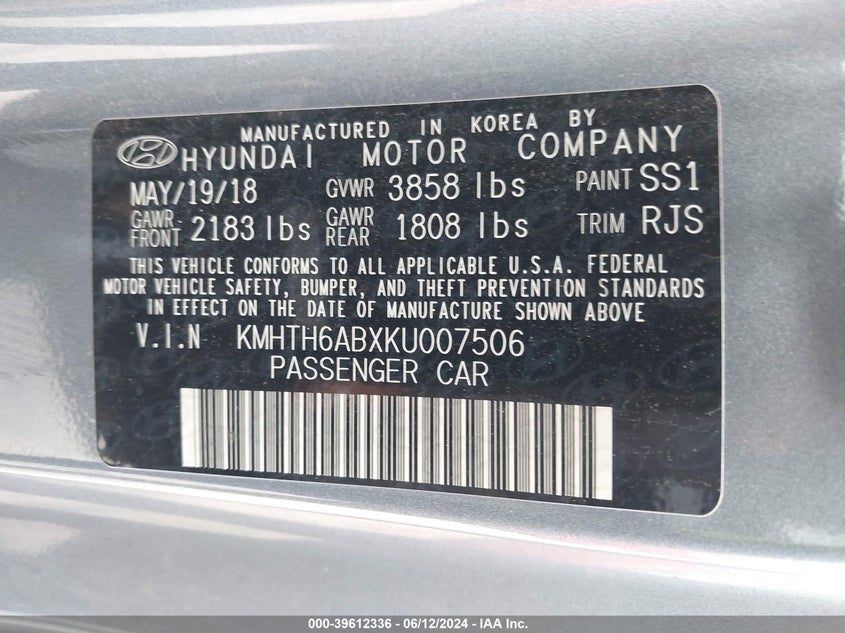 MANUFACTURED IN KOREA BY
HYUNDAI MOTOR COMPANY
MAY/19/18 GVWR 3858 lbs PAINT SS1
GAWR FRONT 2183 lbs GAWR REAR 1808 lbs TRIM RJS
THIS VEHICLE CONFORMS TO ALL APPLICABLE U.S.A. FEDERAL
MOTOR VEHICLE SAFETY, BUMPER, AND THEFT PREVENTION STANDARDS
IN EFFECT ON THE DATE OF MANUFACTURE SHOWN ABOVE
V.I.N KMHTH6ABXKU007506
PASSENGER CAR
000-39612336 - 06/12/2024 - IAA Inc.